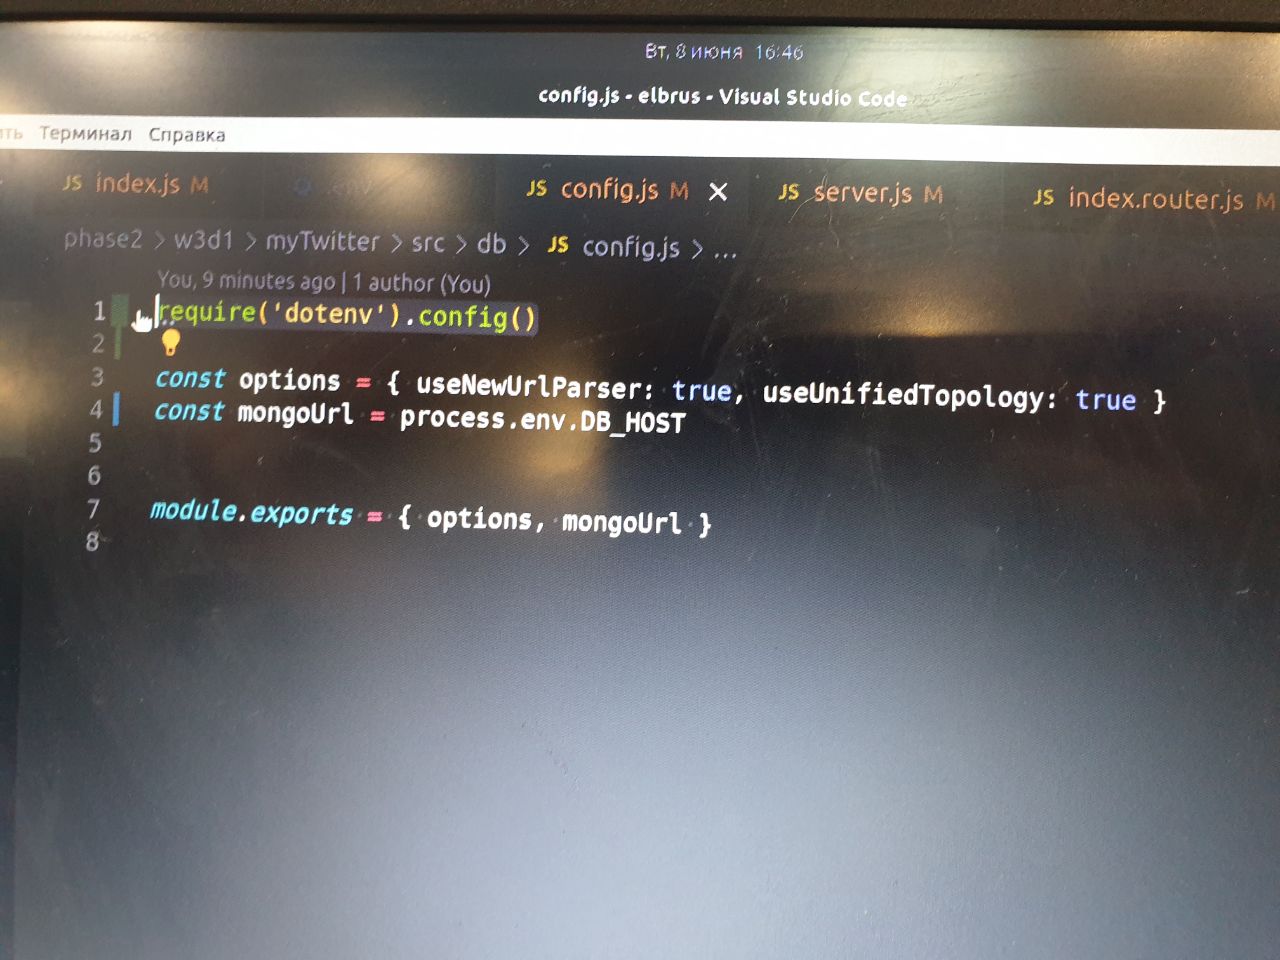 Вт, 8 июня 16:46
config.js - elbrus - Visual Studio Code
ть Терминал Справка
JS index.js M .env JS config.js M × JS server.js M JS index.router.js M
phase2 > w3d1 > myTwitter > src > db > JS config.js > ...
You, 9 minutes ago | 1 author (You)
1 require('dotenv').config()
2
3 const options = { useNewUrlParser: true, useUnifiedTopology: true }
4 const mongoUrl = process.env.DB_HOST
5
6
7 module.exports = { options, mongoUrl }
8